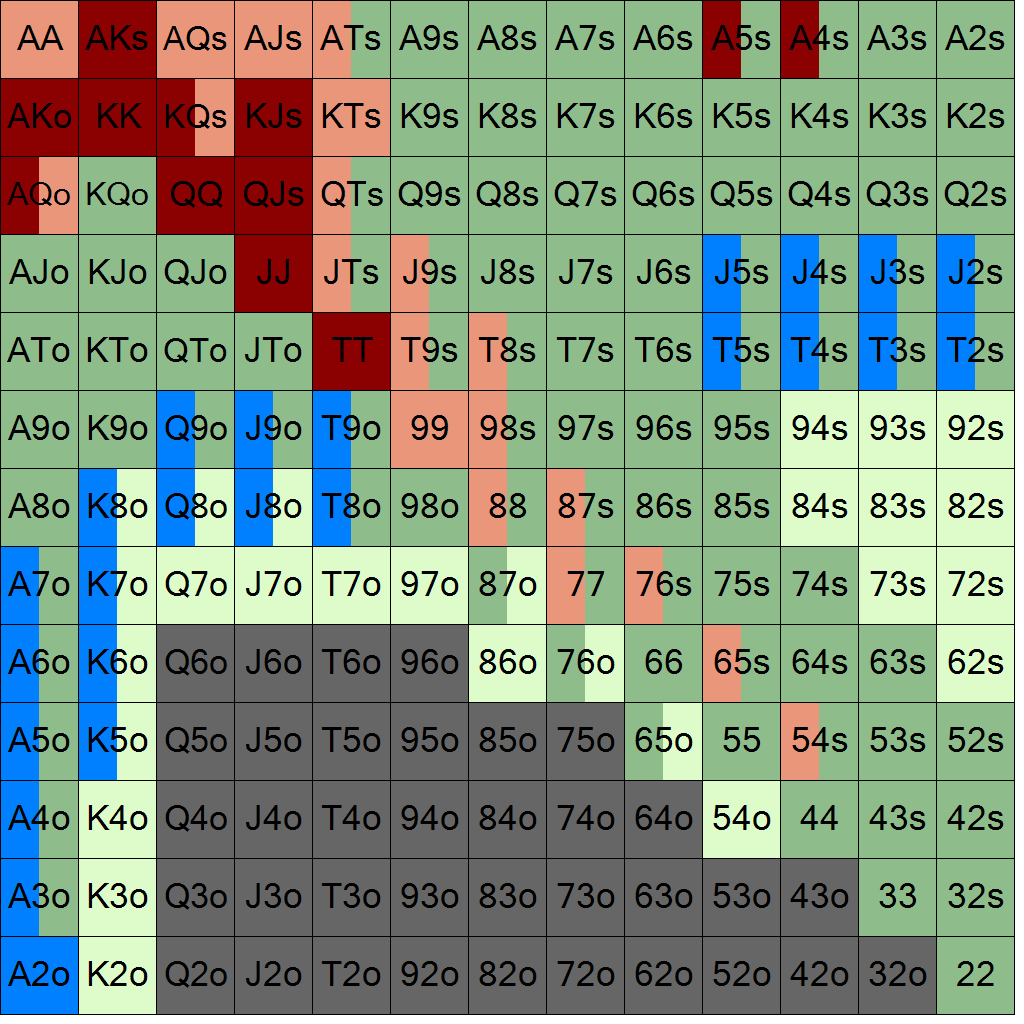 AA AKs AQs AJs ATs A9s A8s A7s A6s A5s A4s A3s A2s
AKo KK KQs KJs KTs K9s K8s K7s K6s K5s K4s K3s K2s
AQo KQo QQ QJs QTs Q9s Q8s Q7s Q6s Q5s Q4s Q3s Q2s
AJo KJo QJo JJ JTs J9s J8s J7s J6s J5s J4s J3s J2s
ATo KTo QTo JTo TT T9s T8s T7s T6s T5s T4s T3s T2s
A9o K9o Q9o J9o T9o 99 98s 97s 96s 95s 94s 93s 92s
A8o K8o Q8o J8o T8o 98o 88 87s 86s 85s 84s 83s 82s
A7o K7o Q7o J7o T7o 97o 87o 77 76s 75s 74s 73s 72s
A6o K6o Q6o J6o T6o 96o 86o 76o 66 65s 64s 63s 62s
A5o K5o Q5o J5o T5o 95o 85o 75o 65o 55 54s 53s 52s
A4o K4o Q4o J4o T4o 94o 84o 74o 64o 54o 44 43s 42s
A3o K3o Q3o J3o T3o 93o 83o 73o 63o 53o 43o 33 32s
A2o K2o Q2o J2o T2o 92o 82o 72o 62o 52o 42o 32o 22